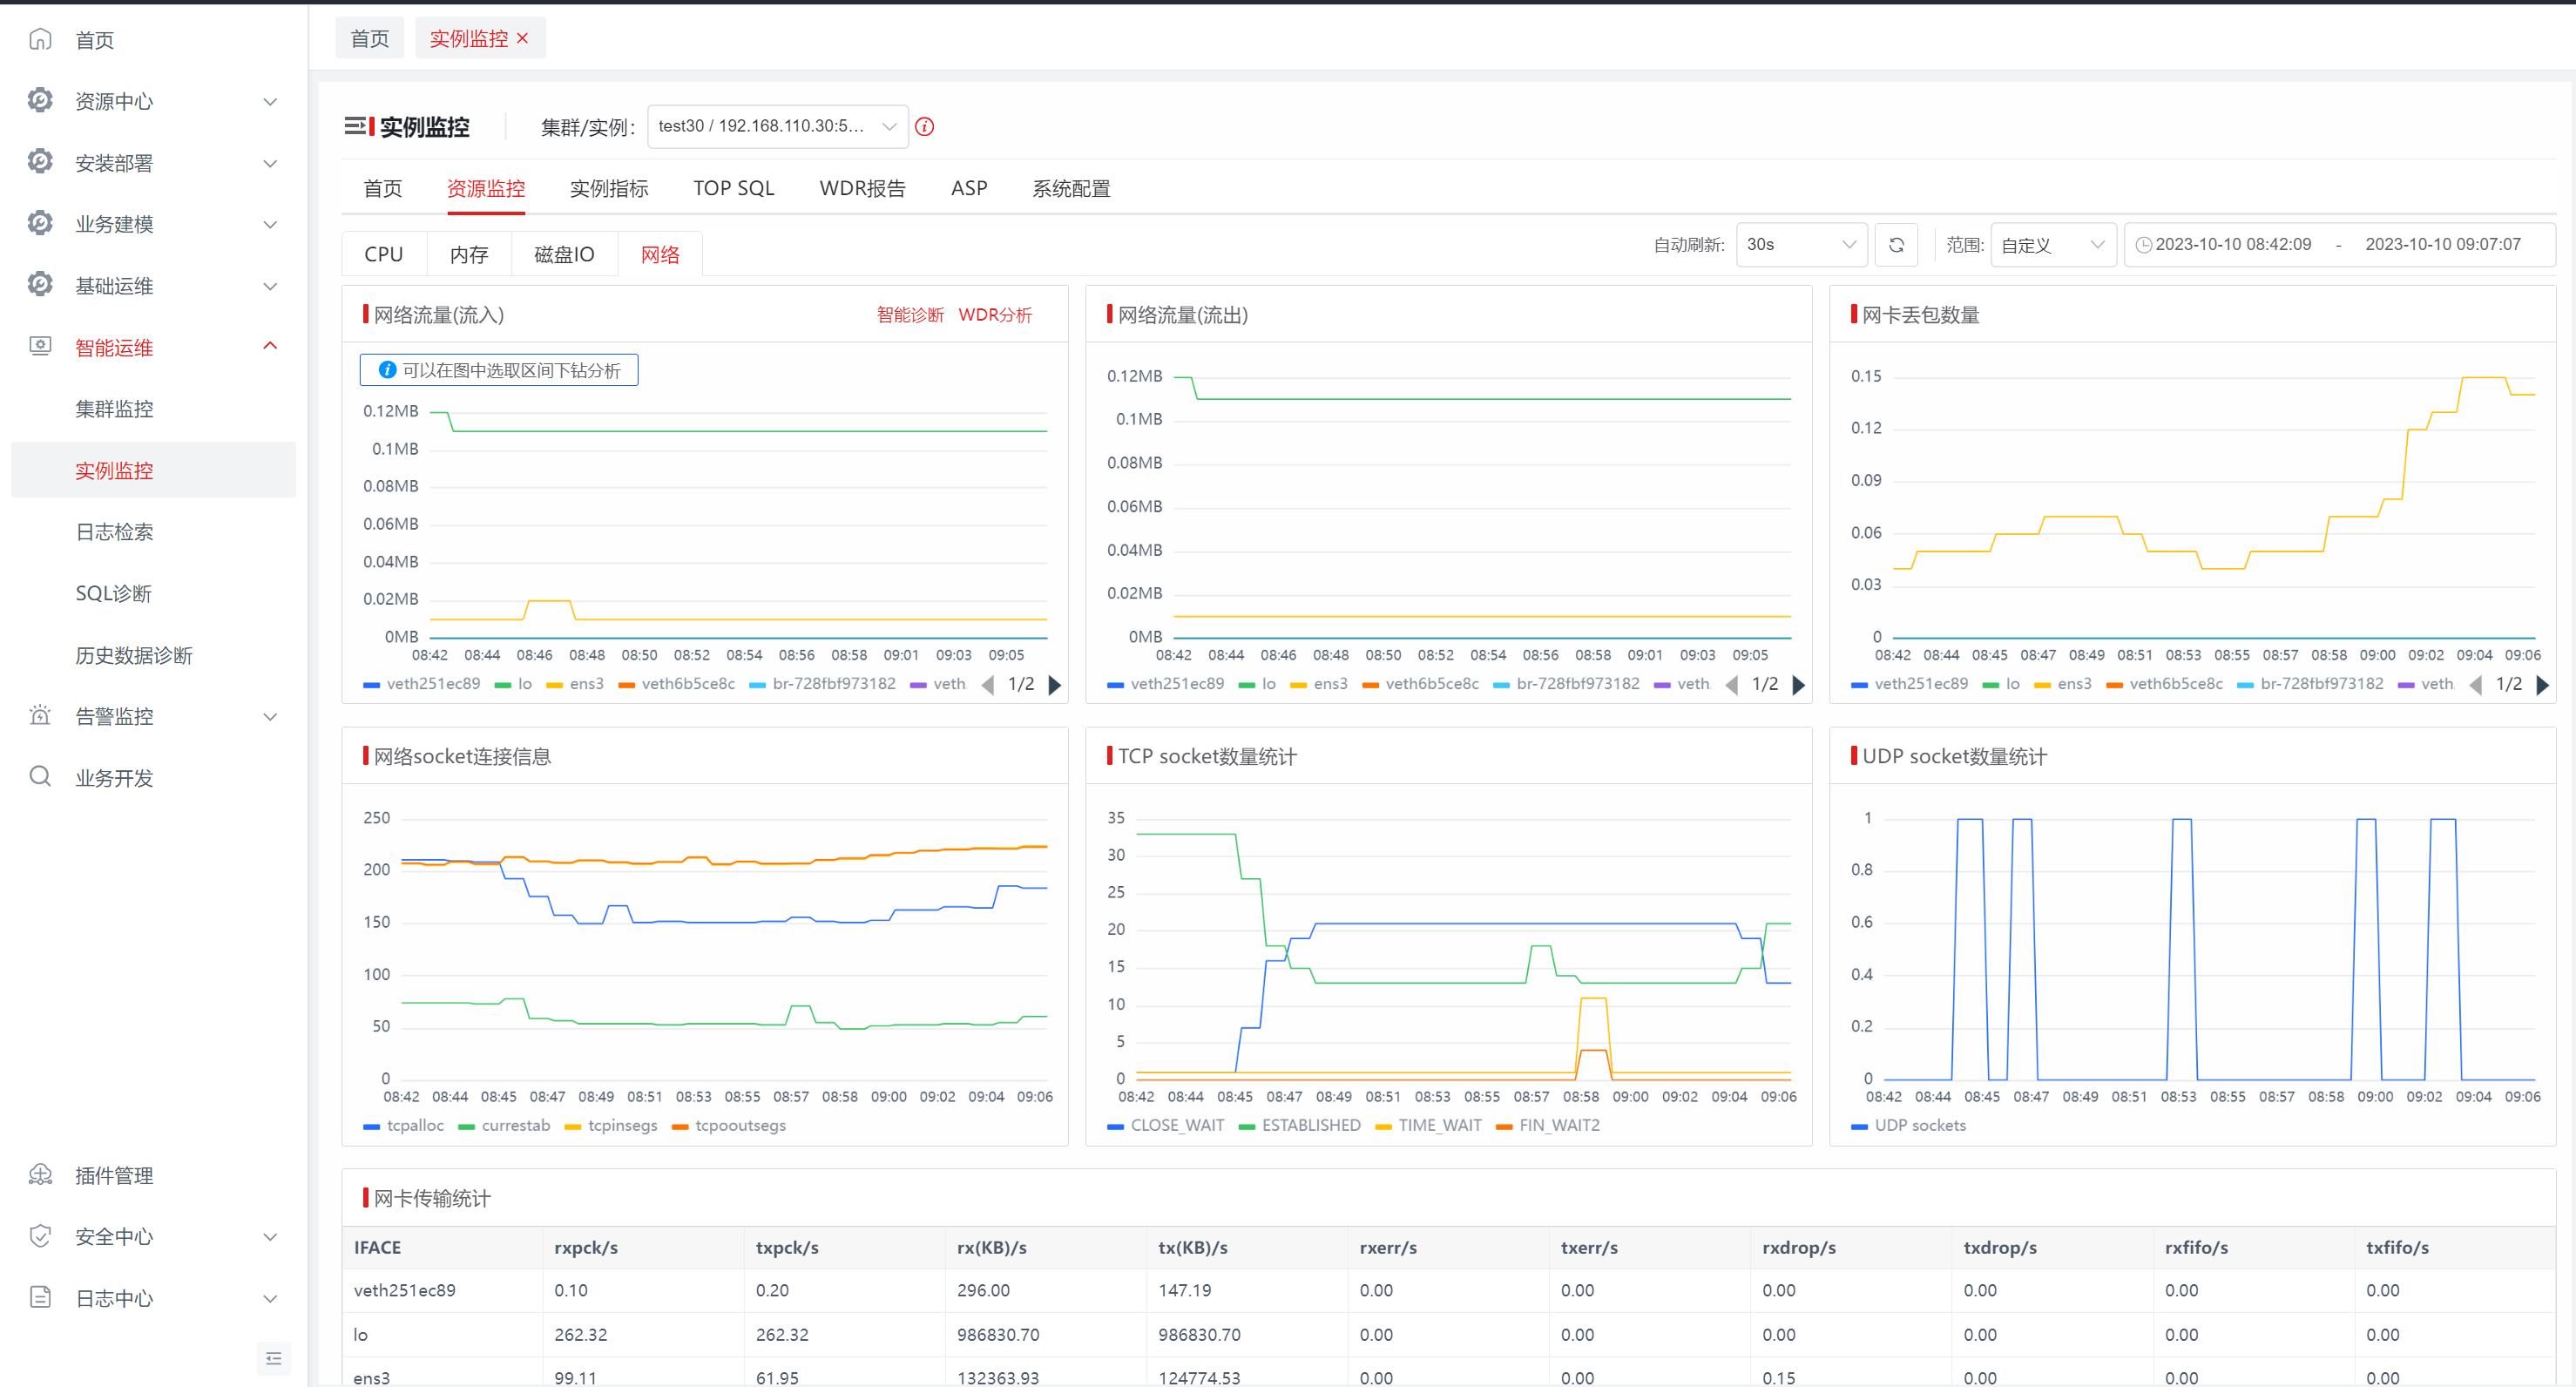 首页
资源中心
安装部署
业务建模
基础运维
智能运维
集群监控
实例监控
日志检索
SQL诊断
历史数据诊断
告警监控
业务开发
插件管理
安全中心
日志中心
首页 实例监控
实例监控 集群/实例: test30 / 192.168.110.30:5...
首页 资源监控 实例指标 TOP SQL WDR报告 ASP 系统配置
CPU 内存 磁盘IO 网络 自动刷新: 30s 范围: 自定义 2023-10-10 08:42:09 - 2023-10-10 09:07:07
网络流量(流入) 智能诊断 WDR分析
可以在图中选取区间下钻分析
0.12MB
0.1MB
0.08MB
0.06MB
0.04MB
0.02MB
0MB
08:42 08:44 08:46 08:48 08:50 08:52 08:54 08:56 08:58 09:01 09:03 09:05
veth251ec89 lo ens3 veth6b5ce8c br-728fbf973182 veth 1/2
网络流量(流出)
0.12MB
0.1MB
0.08MB
0.06MB
0.04MB
0.02MB
0MB
08:42 08:44 08:46 08:48 08:50 08:52 08:54 08:56 08:58 09:01 09:03 09:05
veth251ec89 lo ens3 veth6b5ce8c br-728fbf973182 veth 1/2
网卡丢包数量
0.15
0.12
0.09
0.06
0.03
0
08:42 08:44 08:45 08:47 08:49 08:51 08:53 08:55 08:57 08:58 09:00 09:02 09:04 09:06
veth251ec89 lo ens3 veth6b5ce8c br-728fbf973182 veth 1/2
网络socket连接信息
250
200
150
100
50
0
08:42 08:44 08:45 08:47 08:49 08:51 08:53 08:55 08:57 08:58 09:00 09:02 09:04 09:06
tcpalloc currestab tcpinsegs tcpooutsegs
TCP socket数量统计
35
30
25
20
15
10
5
0
08:42 08:44 08:45 08:47 08:49 08:51 08:53 08:55 08:57 08:58 09:00 09:02 09:04 09:06
CLOSE_WAIT ESTABLISHED TIME_WAIT FIN_WAIT2
UDP socket数量统计
1
0.8
0.6
0.4
0.2
0
08:42 08:44 08:45 08:47 08:49 08:51 08:53 08:55 08:57 08:58 09:00 09:02 09:04 09:06
UDP sockets
网卡传输统计
IFACE rxpck/s txpck/s rx(KB)/s tx(KB)/s rxerr/s txerr/s rxdrop/s txdrop/s rxfifo/s txfifo/s
veth251ec89 0.10 0.20 296.00 147.19 0.00 0.00 0.00 0.00 0.00 0.00
lo 262.32 262.32 986830.70 986830.70 0.00 0.00 0.00 0.00 0.00 0.00
ens3 99.11 61.95 132363.93 124774.53 0.00 0.00 0.15 0.00 0.00 0.00